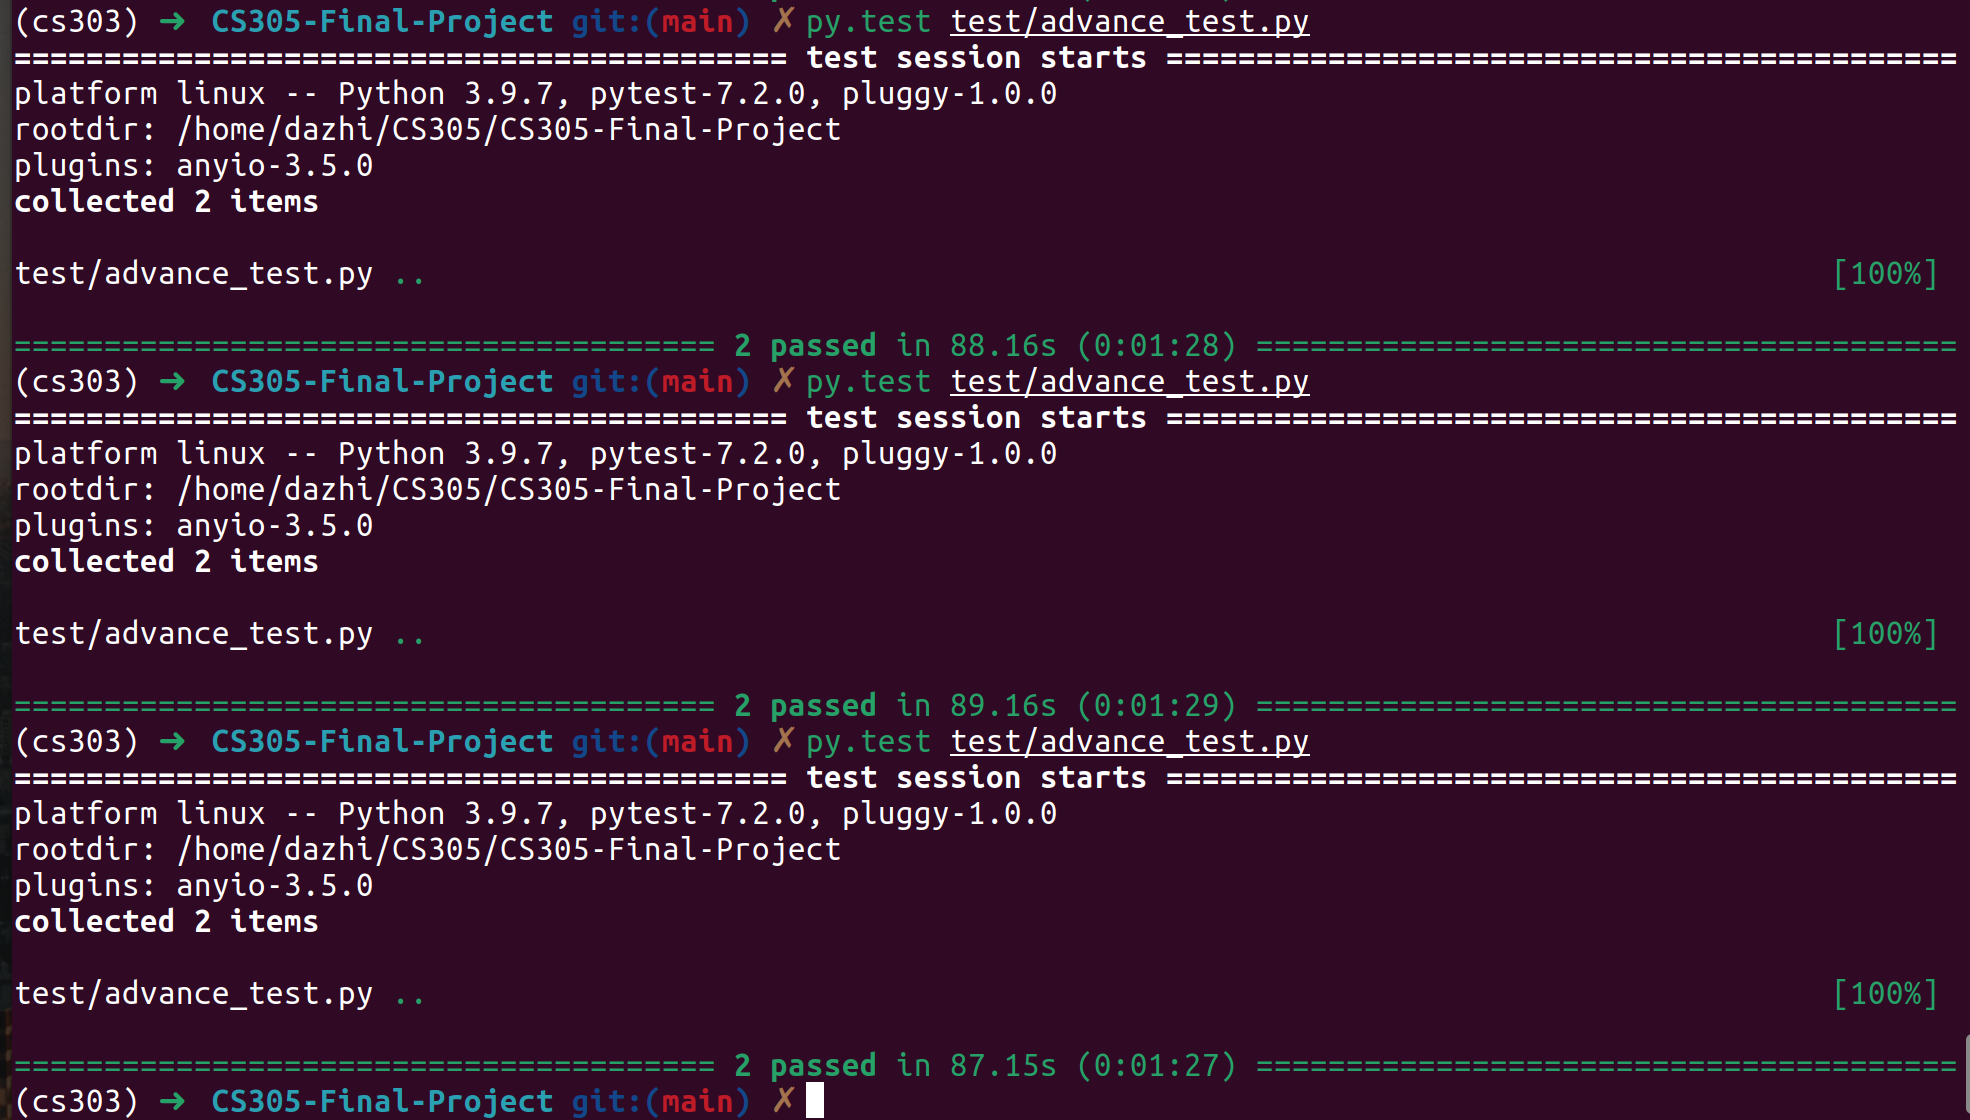 (cs303) ➜ CS305-Final-Project git:(main) ✗ py.test test/advance_test.py
=========================================== test session starts ============================================
platform linux -- Python 3.9.7, pytest-7.2.0, pluggy-1.0.0
rootdir: /home/dazhi/CS305/CS305-Final-Project
plugins: anyio-3.5.0
collected 2 items
test/advance_test.py .. [100%]
======================================= 2 passed in 88.16s (0:01:28) =======================================
(cs303) ➜ CS305-Final-Project git:(main) ✗ py.test test/advance_test.py
=========================================== test session starts ============================================
platform linux -- Python 3.9.7, pytest-7.2.0, pluggy-1.0.0
rootdir: /home/dazhi/CS305/CS305-Final-Project
plugins: anyio-3.5.0
collected 2 items
test/advance_test.py .. [100%]
======================================= 2 passed in 89.16s (0:01:29) =======================================
(cs303) ➜ CS305-Final-Project git:(main) ✗ py.test test/advance_test.py
=========================================== test session starts ============================================
platform linux -- Python 3.9.7, pytest-7.2.0, pluggy-1.0.0
rootdir: /home/dazhi/CS305/CS305-Final-Project
plugins: anyio-3.5.0
collected 2 items
test/advance_test.py .. [100%]
======================================= 2 passed in 87.15s (0:01:27) =======================================
(cs303) ➜ CS305-Final-Project git:(main) ✗